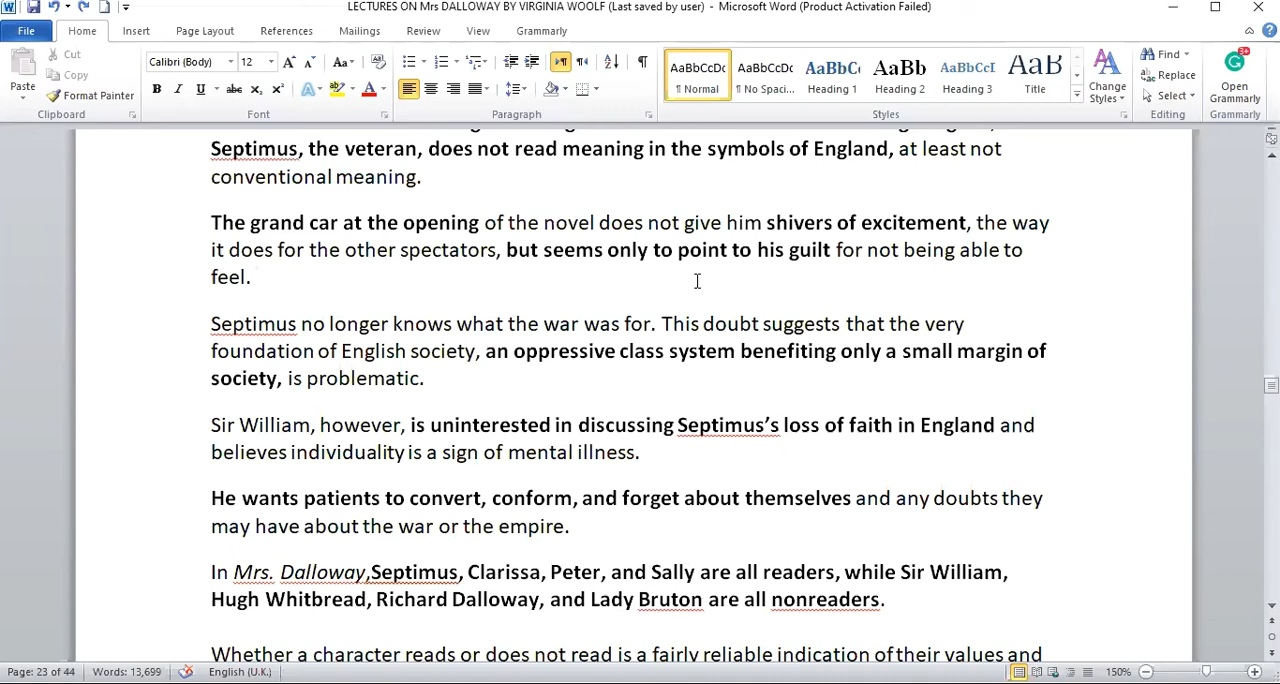 LECTURES ON Mrs DALLOWAY BY VIRGINIA WOOLF (Last saved by user) - Microsoft Word (Product Activation Failed)
File Home Insert Page Layout References Mailings Review View Grammarly
Cut
Copy
Format Painter
Paste
Calibri (Body) 12
AaBbCcDc AaBbCcDc AaBbC AaBb AaBbCcI AaB
¶ Normal ¶ No Spaci... Heading 1 Heading 2 Heading 3 Title
Change Styles
Find
Replace
Select
3+
Open Grammarly
Clipboard Font Paragraph Styles Editing Grammarly
Septimus, the veteran, does not read meaning in the symbols of England, at least not
conventional meaning.
The grand car at the opening of the novel does not give him shivers of excitement, the way
it does for the other spectators, but seems only to point to his guilt for not being able to
feel.
Septimus no longer knows what the war was for. This doubt suggests that the very
foundation of English society, an oppressive class system benefiting only a small margin of
society, is problematic.
Sir William, however, is uninterested in discussing Septimus’s loss of faith in England and
believes individuality is a sign of mental illness.
He wants patients to convert, conform, and forget about themselves and any doubts they
may have about the war or the empire.
In Mrs. Dalloway,Septimus, Clarissa, Peter, and Sally are all readers, while Sir William,
Hugh Whitbread, Richard Dalloway, and Lady Bruton are all nonreaders.
Whether a character reads or does not read is a fairly reliable indication of their values and
Page: 23 of 44 Words: 13,699 English (U.K.) 150%